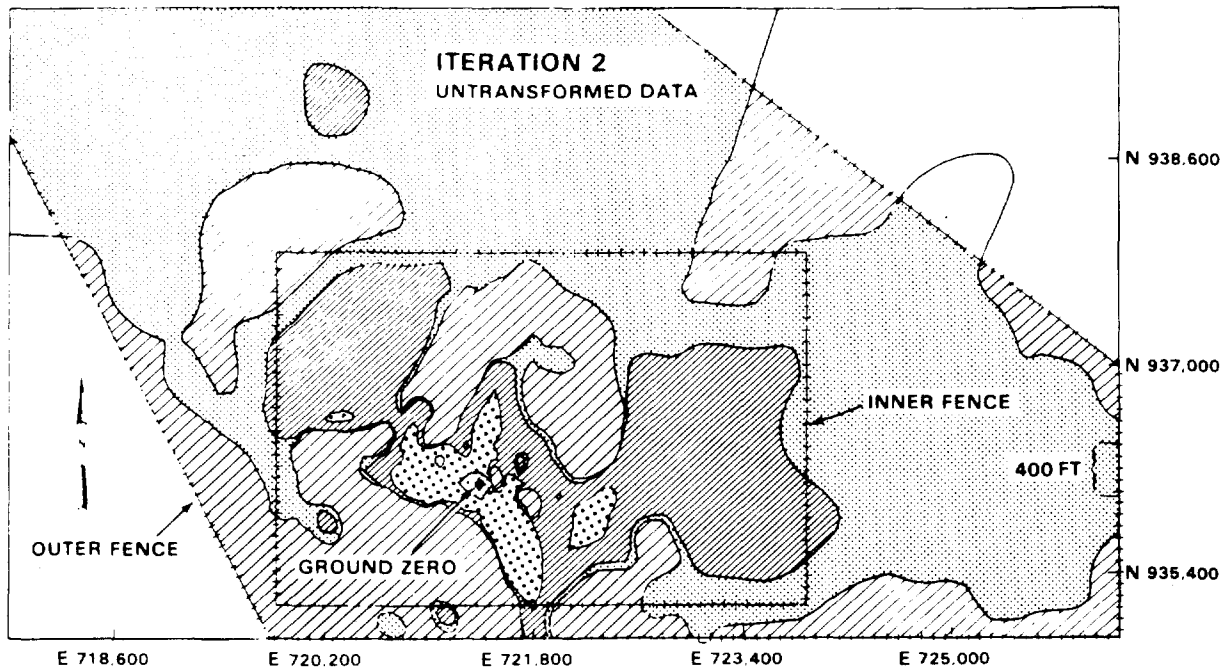 ITERATION 2
UNTRANSFORMED DATA
N 938.600
N 937.000
INNER FENCE
400 FT
OUTER FENCE
GROUND ZERO
N 935.400
E 718.600
E 720.200
E 721.800
E 723.400
E 725.000